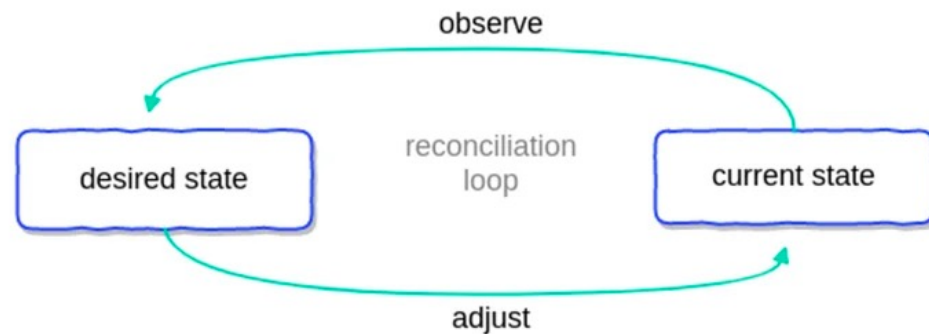 observe
desired state
reconciliation
loop
current state
adjust